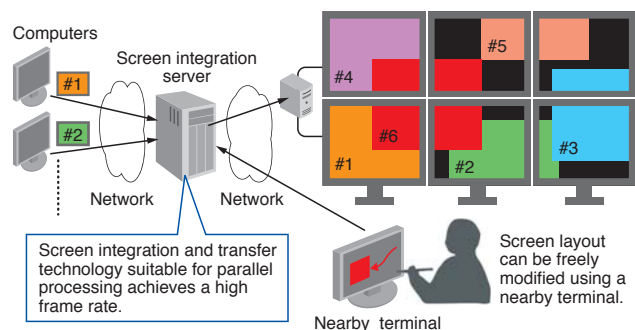 Computers
#1
#2
Screen integration
server
Network
Network
#4
#5
#1
#6
#2
#3
Screen integration and transfer
technology suitable for parallel
processing achieves a high
frame rate.
Screen layout
can be freely
modified using a
nearby terminal.
Nearby terminal